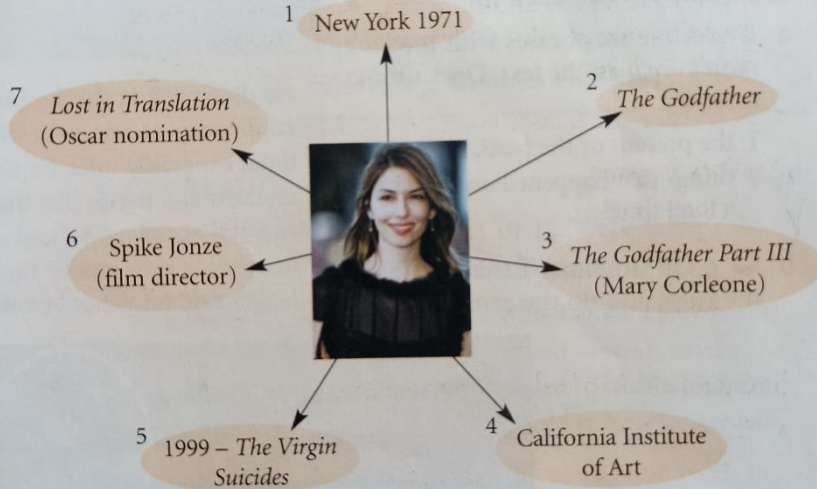 1 New York 1971
2 The Godfather
3 The Godfather Part III
(Mary Corleone)
4 California Institute
of Art
5 1999 – The Virgin
Suicides
6 Spike Jonze
(film director)
7 Lost in Translation
(Oscar nomination)